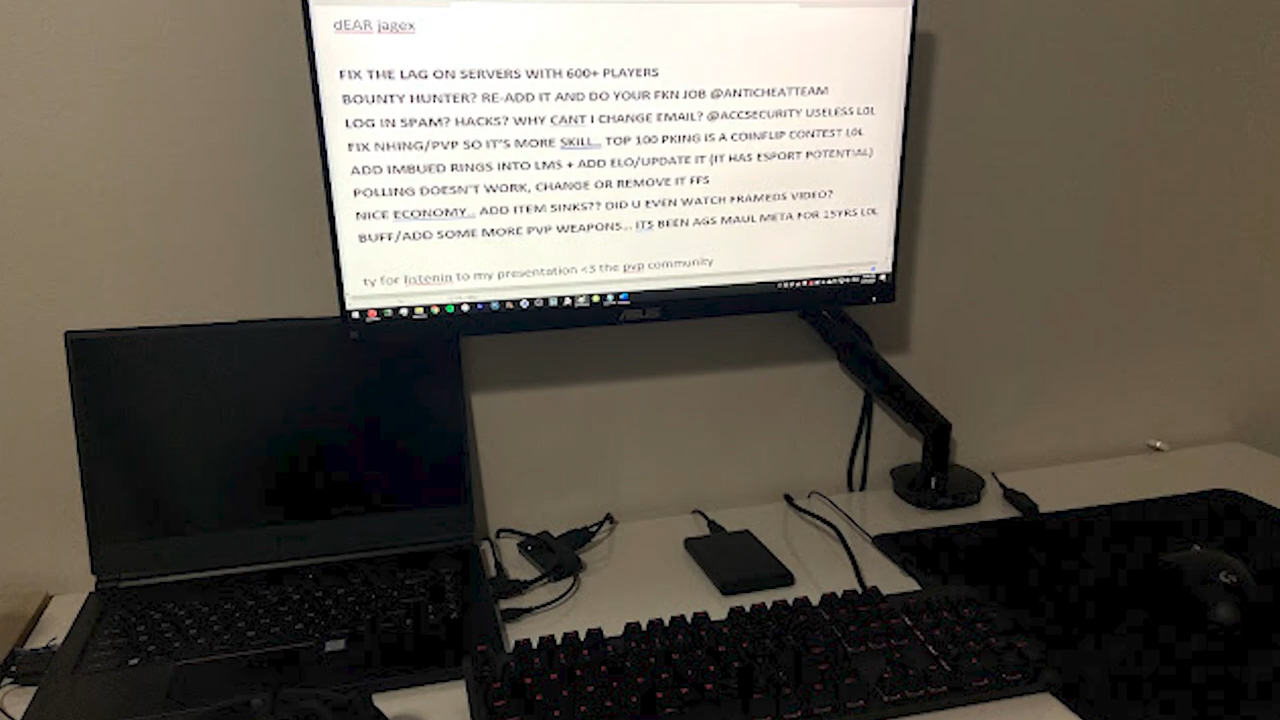 dEAR jagex
FIX THE LAG ON SERVERS WITH 600+ PLAYERS
BOUNTY HUNTER? RE-ADD IT AND DO YOUR FKN JOB @ANTICHEATTEAM
LOG IN SPAM? HACKS? WHY CANT I CHANGE EMAIL? @ACCSECURITY USELESS LOL
FIX NHING/PVP SO IT'S MORE SKILL.. TOP 100 PKING IS A COINFLIP CONTEST LOL
ADD IMBUED RINGS INTO LMS + ADD ELO/UPDATE IT (IT HAS ESPORT POTENTIAL)
POLLING DOESN'T WORK, CHANGE OR REMOVE IT FFS
NICE ECONOMY.. ADD ITEM SINKS?? DID U EVEN WATCH FRAMEDS VIDEO?
BUFF/ADD SOME MORE PVP WEAPONS... ITS BEEN AGS MAUL META FOR 15YRS LOL
ty for listenin to my presentation <3 the pvp community
ASUS